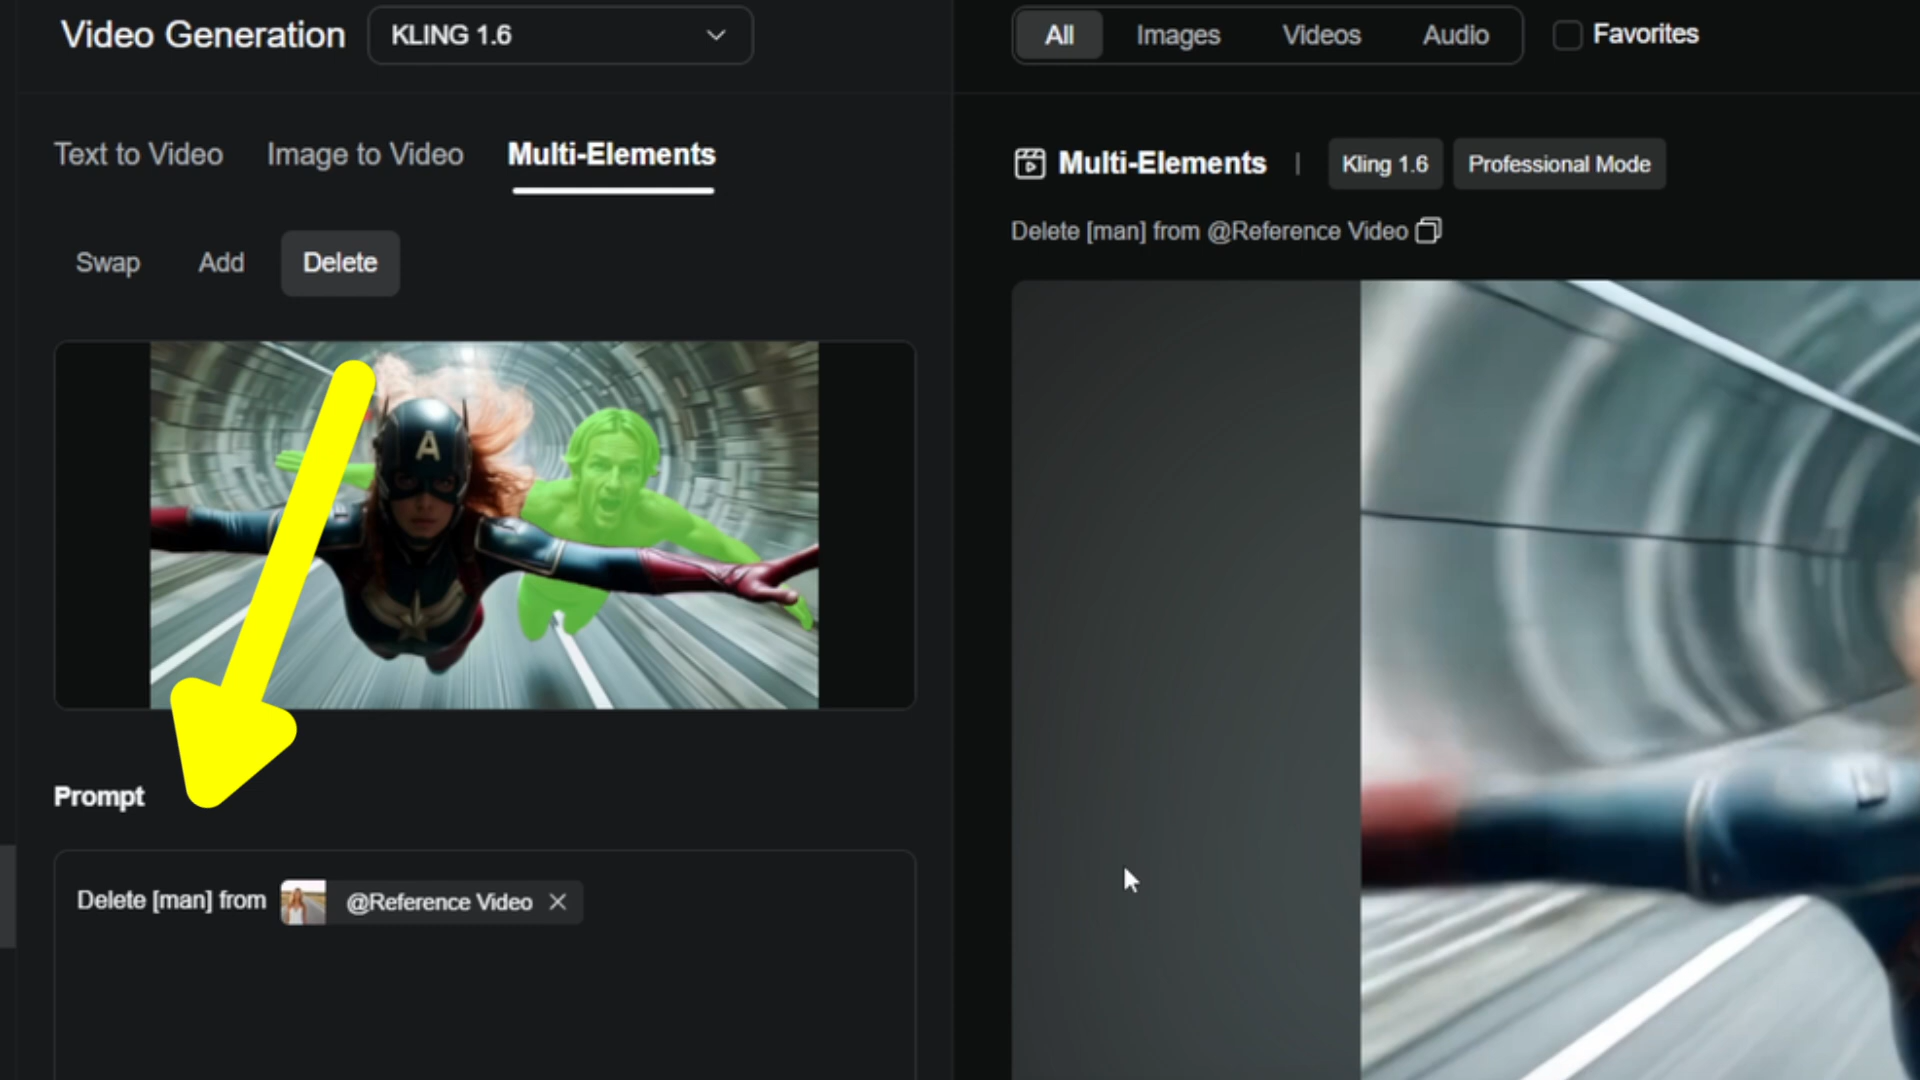 Video Generation
KLING 1.6
Text to Video
Image to Video
Multi-Elements
Swap
Add
Delete
A
Prompt
Delete [man] from @Reference Video
All
Images
Videos
Audio
Favorites
Multi-Elements | Kling 1.6 Professional Mode
Delete [man] from @Reference Video